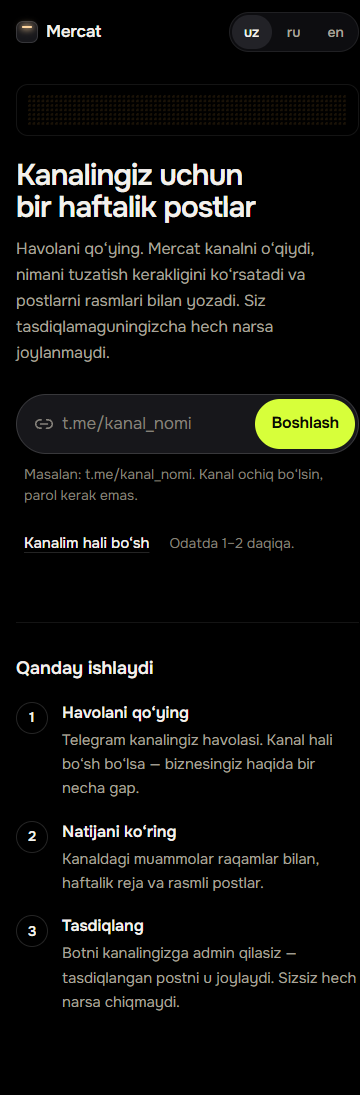 Mercat
uz ru en
Kanalingiz uchun
bir haftalik postlar
Havolani qo‘ying. Mercat kanalni o‘qiydi,
nimani tuzatish kerakligini ko‘rsatadi va
postlarni rasmlari bilan yozadi. Siz
tasdiqlamaguningizcha hech narsa
joylanmaydi.
t.me/kanal_nomi
Boshlash
Masalan: t.me/kanal_nomi. Kanal ochiq bo‘lsin,
parol kerak emas.
Kanalim hali bo‘sh Odatda 1–2 daqiqa.
Qanday ishlaydi
1 Havolani qo‘ying
Telegram kanalingiz havolasi. Kanal hali
bo‘sh bo‘lsa — biznesingiz haqida bir
necha gap.
2 Natijani ko‘ring
Kanaldagi muammolar raqamlar bilan,
haftalik reja va rasmli postlar.
3 Tasdiqlang
Botni kanalingizga admin qilasiz —
tasdiqlangan postni u joylaydi. Sizsiz hech
narsa chiqmaydi.